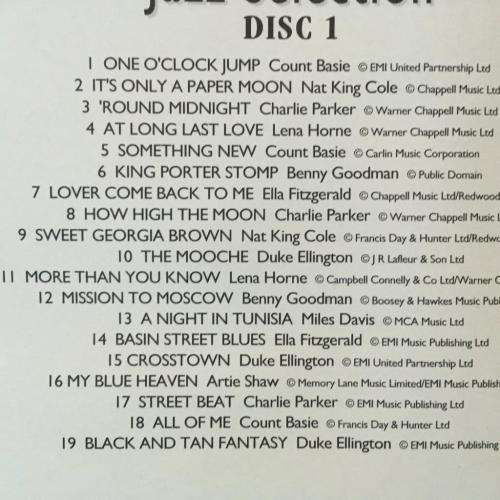 Jazz Selection
DISC 1
1 ONE O'CLOCK JUMP Count Basie © EMI United Partnership Ltd
2 IT'S ONLY A PAPER MOON Nat King Cole © Chappell Music Ltd
3 'ROUND MIDNIGHT Charlie Parker © Warner Chappell Music Ltd
4 AT LONG LAST LOVE Lena Horne © Warner Chappell Music Ltd
5 SOMETHING NEW Count Basie © Carlin Music Corporation
6 KING PORTER STOMP Benny Goodman © Public Domain
7 LOVER COME BACK TO ME Ella Fitzgerald © Chappell Music Ltd/Redwood
8 HOW HIGH THE MOON Charlie Parker © Warner Chappell Music L
9 SWEET GEORGIA BROWN Nat King Cole © Francis Day & Hunter Ltd/Redwo
10 THE MOOCHE Duke Ellington © J R Lafleur & Son Ltd
11 MORE THAN YOU KNOW Lena Horne © Campbell Connelly & Co Ltd/Warner C
12 MISSION TO MOSCOW Benny Goodman © Boosey & Hawkes Music Publ
13 A NIGHT IN TUNISIA Miles Davis © MCA Music Ltd
14 BASIN STREET BLUES Ella Fitzgerald © EMI Music Publishing Ltd
15 CROSSTOWN Duke Ellington © EMI United Partnership Ltd
16 MY BLUE HEAVEN Artie Shaw © Memory Lane Music Limited/EMI Music Publish
17 STREET BEAT Charlie Parker © EMI Music Publishing Ltd
18 ALL OF ME Count Basie © Francis Day & Hunter Ltd
19 BLACK AND TAN FANTASY Duke Ellington © EMI Music Publishing